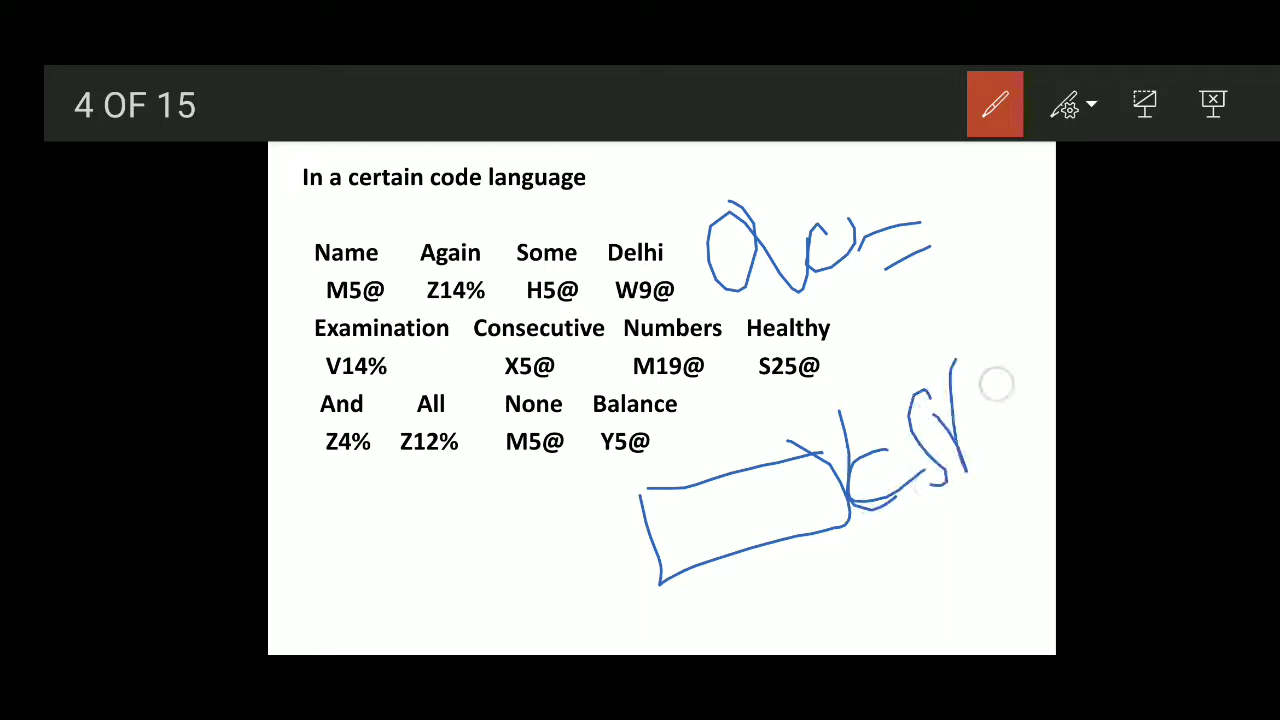 4 OF 15
In a certain code language
Name Again Some Delhi
M5@ Z14% H5@ W9@
Examination Consecutive Numbers Healthy
V14% X5@ M19@ S25@
And All None Balance
Z4% Z12% M5@ Y5@